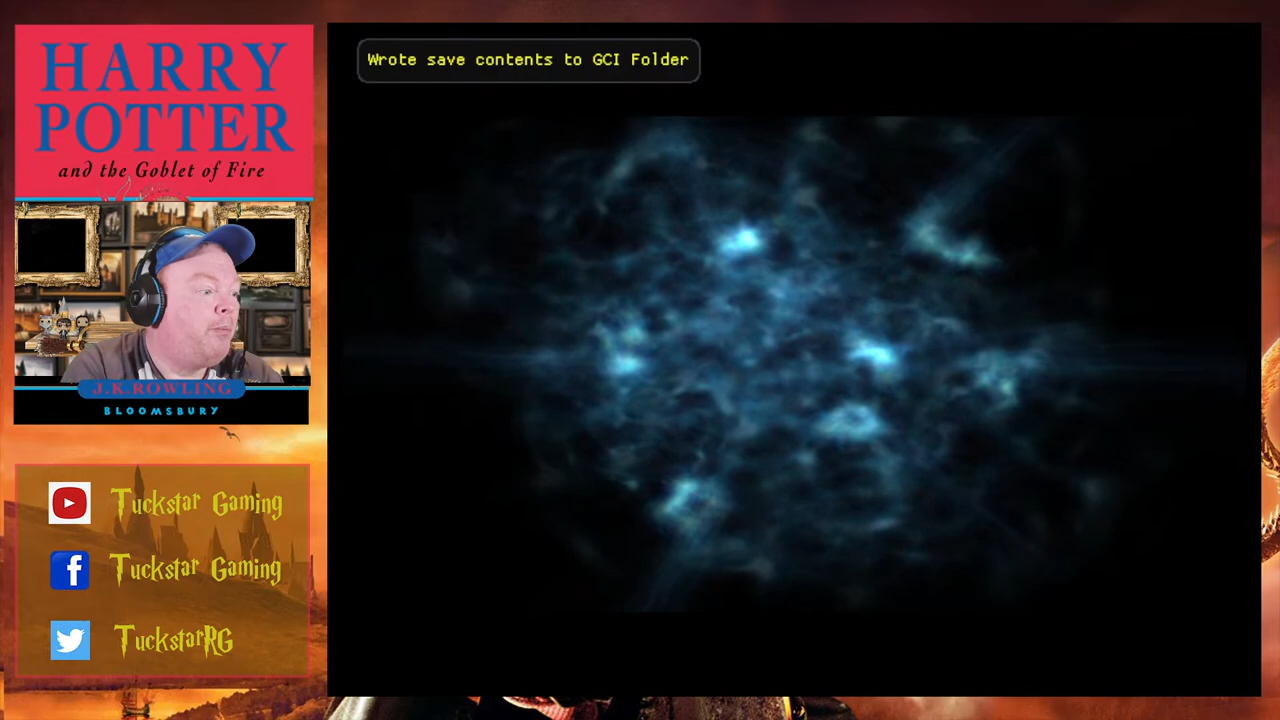 HARRY
POTTER
and the Goblet of Fire
J.K.ROWLING
BLOOMSBURY
Tuckstar Gaming
Tuckstar Gaming
TuckstarRG
Wrote save contents to GCI Folder